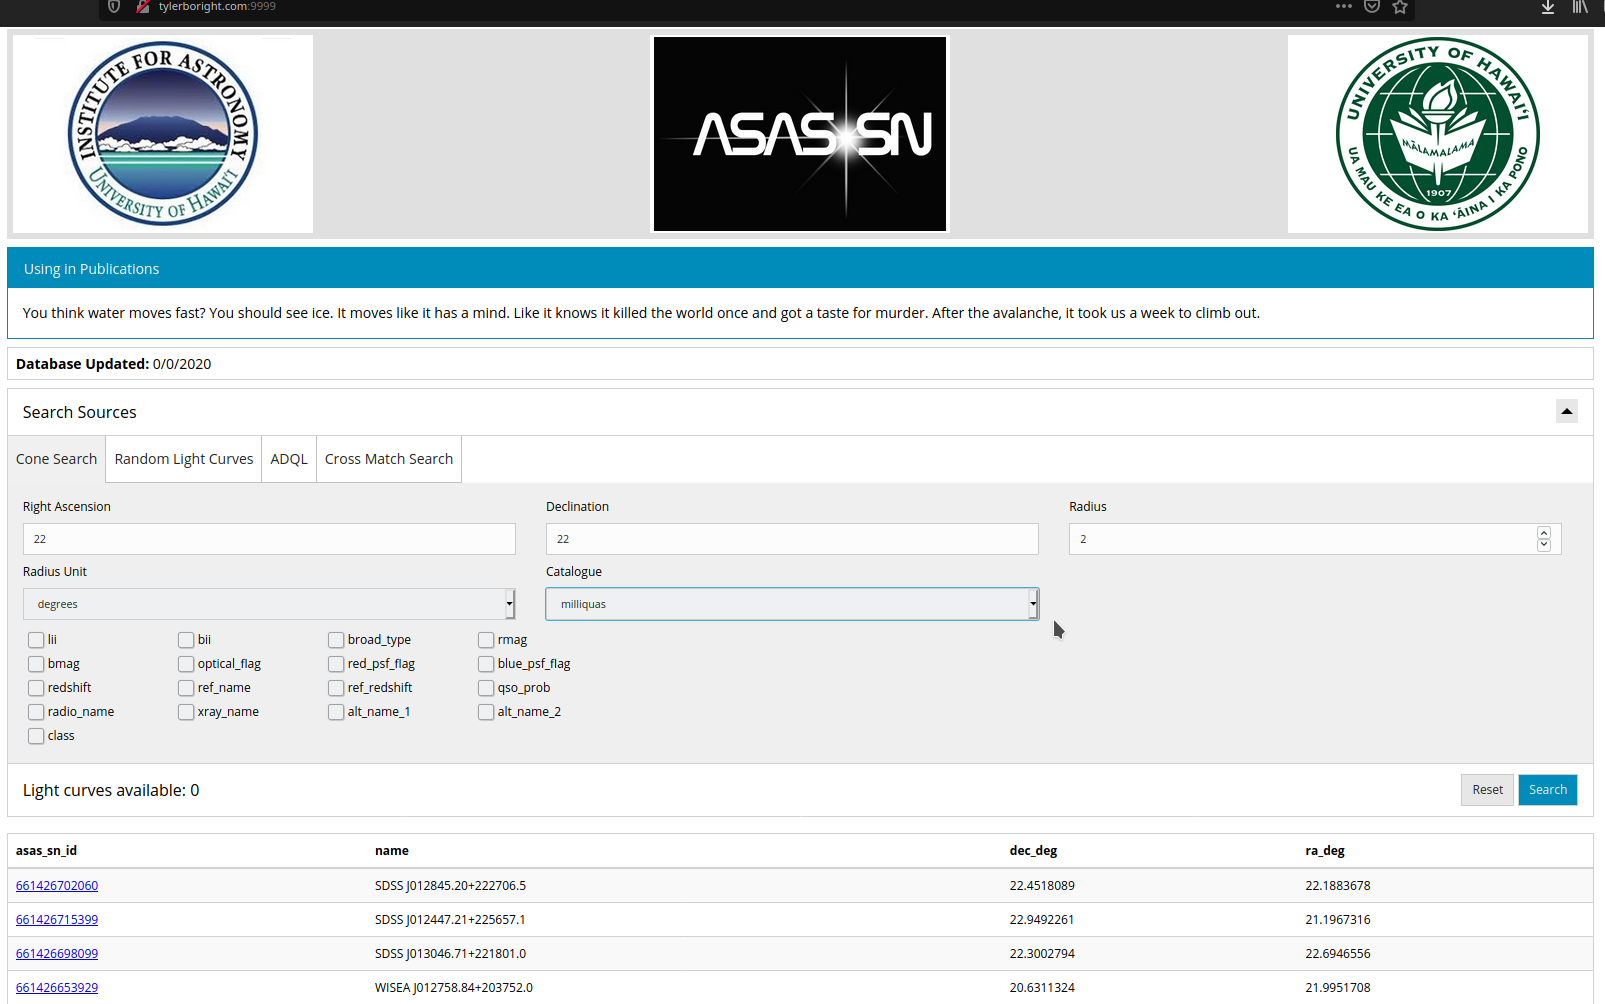 tylerboright.com:9999
INSTITUTE FOR ASTRONOMY
UNIVERSITY OF HAWAI'I
ASAS-SN
UNIVERSITY OF HAWAI'I
MĀLAMALAMA
1907
UA MAU KE EA O KA ʻĀINA I KA PONO
Using in Publications
You think water moves fast? You should see ice. It moves like it has a mind. Like it knows it killed the world once and got a taste for murder. After the avalanche, it took us a week to climb out.
Database Updated: 0/0/2020
Search Sources
Cone Search Random Light Curves ADQL Cross Match Search
Right Ascension Declination Radius
22 22 2
Radius Unit Catalogue
degrees milliquas
lii bii broad_type rmag
bmag optical_flag red_psf_flag blue_psf_flag
redshift ref_name ref_redshift qso_prob
radio_name xray_name alt_name_1 alt_name_2
class
Light curves available: 0 Reset Search
asas_sn_id name dec_deg ra_deg
661426702060 SDSS J012845.20+222706.5 22.4518089 22.1883678
661426715399 SDSS J012447.21+225657.1 22.9492261 21.1967316
661426698099 SDSS J013046.71+221801.0 22.3002794 22.6946556
661426653929 WISEA J012758.84+203752.0 20.6311324 21.9951708